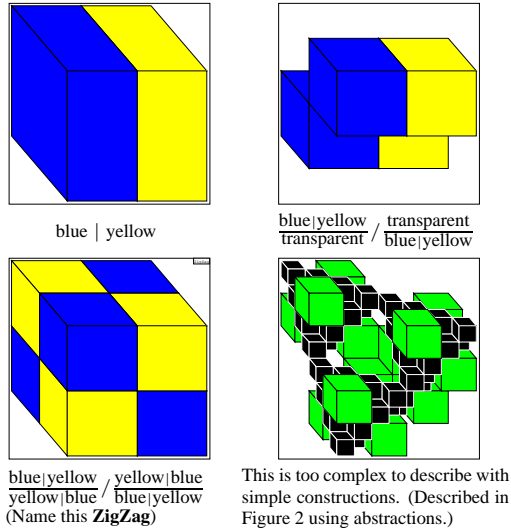 blue | yellow
blue|yellow / transparent
transparent / blue|yellow
blue|yellow / yellow|blue
yellow|blue / blue|yellow
(Name this ZigZag)
This is too complex to describe with
simple constructions. (Described in
Figure 2 using abstractions.)